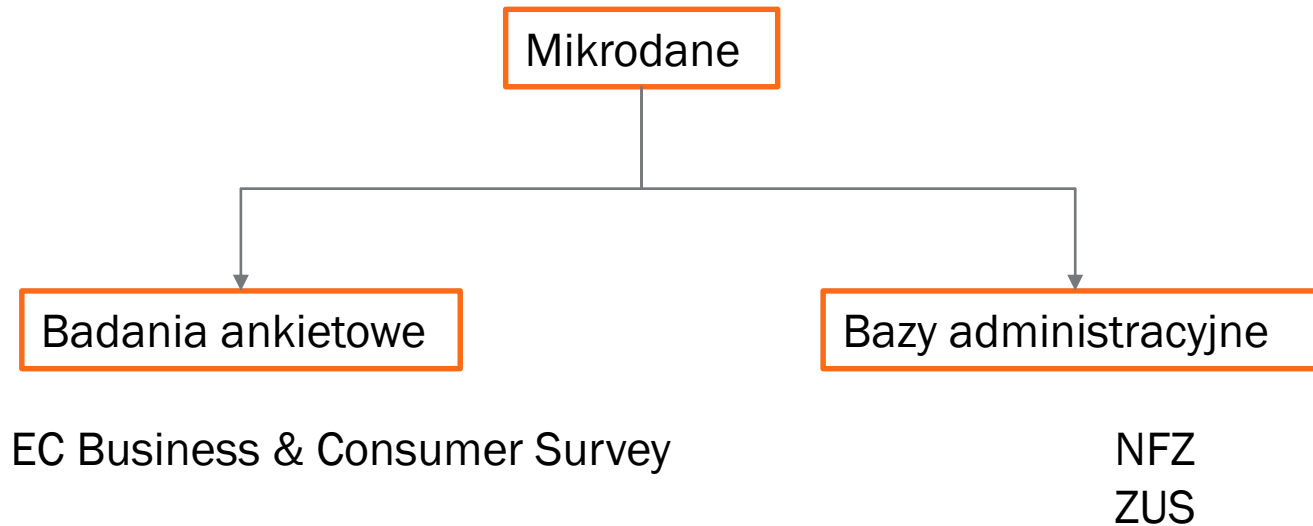 Mikrodane
Badania ankietowe
Bazy administracyjne
EC Business & Consumer Survey
NFZ
ZUS